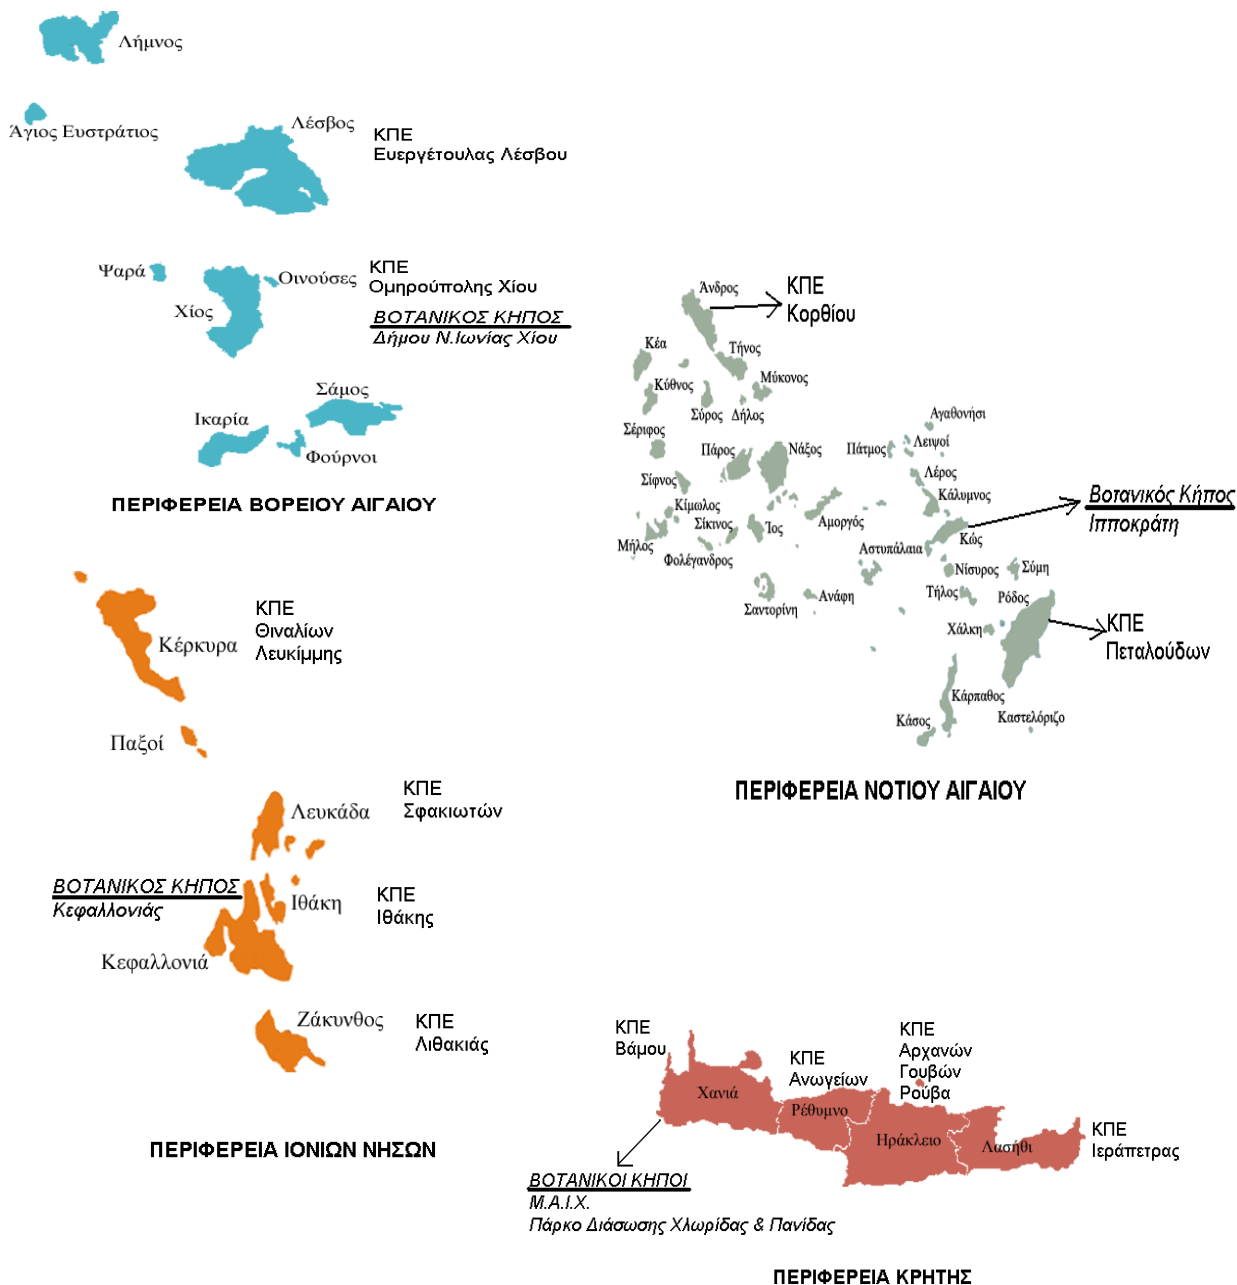 Λήμνος
Άγιος Ευστράτιος
Λέσβος
ΚΠΕ
Ευεργέτουλας Λέσβου
Ψαρά
Οινούσες
Χίος
ΚΠΕ
Ομηρούπολης Χίου
ΒΟΤΑΝΙΚΟΣ ΚΗΠΟΣ
Δήμου Ν.Ιωνίας Χίου
Σάμος
Ικαρία
Φούρνοι
ΠΕΡΙΦΕΡΕΙΑ ΒΟΡΕΙΟΥ ΑΙΓΑΙΟΥ
Άνδρος
ΚΠΕ
Κορθίου
Κέα
Τήνος
Κύθνος
Μύκονος
Σύρος
Δήλος
Αγαθονήσι
Σέριφος
Πάρος
Νάξος
Πάτμος
Λειψοί
Σίφνος
Λέρος
Κίμωλος
Κάλυμνος
Βοτανικός Κήπος
Ιπποκράτη
Σίκινος
Ίος
Αμοργός
Κώς
Μήλος
Φολέγανδρος
Αστυπάλαια
Νίσυρος
Σύμη
Σαντορίνη
Ανάφη
Τήλος
Ρόδος
Χάλκη
ΚΠΕ
Πεταλούδων
Κάρπαθος
Κάσος
Καστελόριζο
ΠΕΡΙΦΕΡΕΙΑ ΝΟΤΙΟΥ ΑΙΓΑΙΟΥ
Κέρκυρα
ΚΠΕ
Θιναλίων
Λευκίμμης
Παξοί
Λευκάδα
ΚΠΕ
Σφακιωτών
ΒΟΤΑΝΙΚΟΣ ΚΗΠΟΣ
Κεφαλλονιάς
Ιθάκη
ΚΠΕ
Ιθάκης
Κεφαλλονιά
Ζάκυνθος
ΚΠΕ
Λιθακιάς
ΠΕΡΙΦΕΡΕΙΑ ΙΟΝΙΩΝ ΝΗΣΩΝ
ΚΠΕ
Βάμου
ΚΠΕ
Ανωγείων
ΚΠΕ
Αρχανών
Γουβών
Ρούβα
Χανιά
Ρέθυμνο
Ηράκλειο
Λασήθι
ΚΠΕ
Ιεράπετρας
ΒΟΤΑΝΙΚΟΙ ΚΗΠΟΙ
Μ.Α.Ι.Χ.
Πάρκο Διάσωσης Χλωρίδας & Πανίδας
ΠΕΡΙΦΕΡΕΙΑ ΚΡΗΤΗΣ